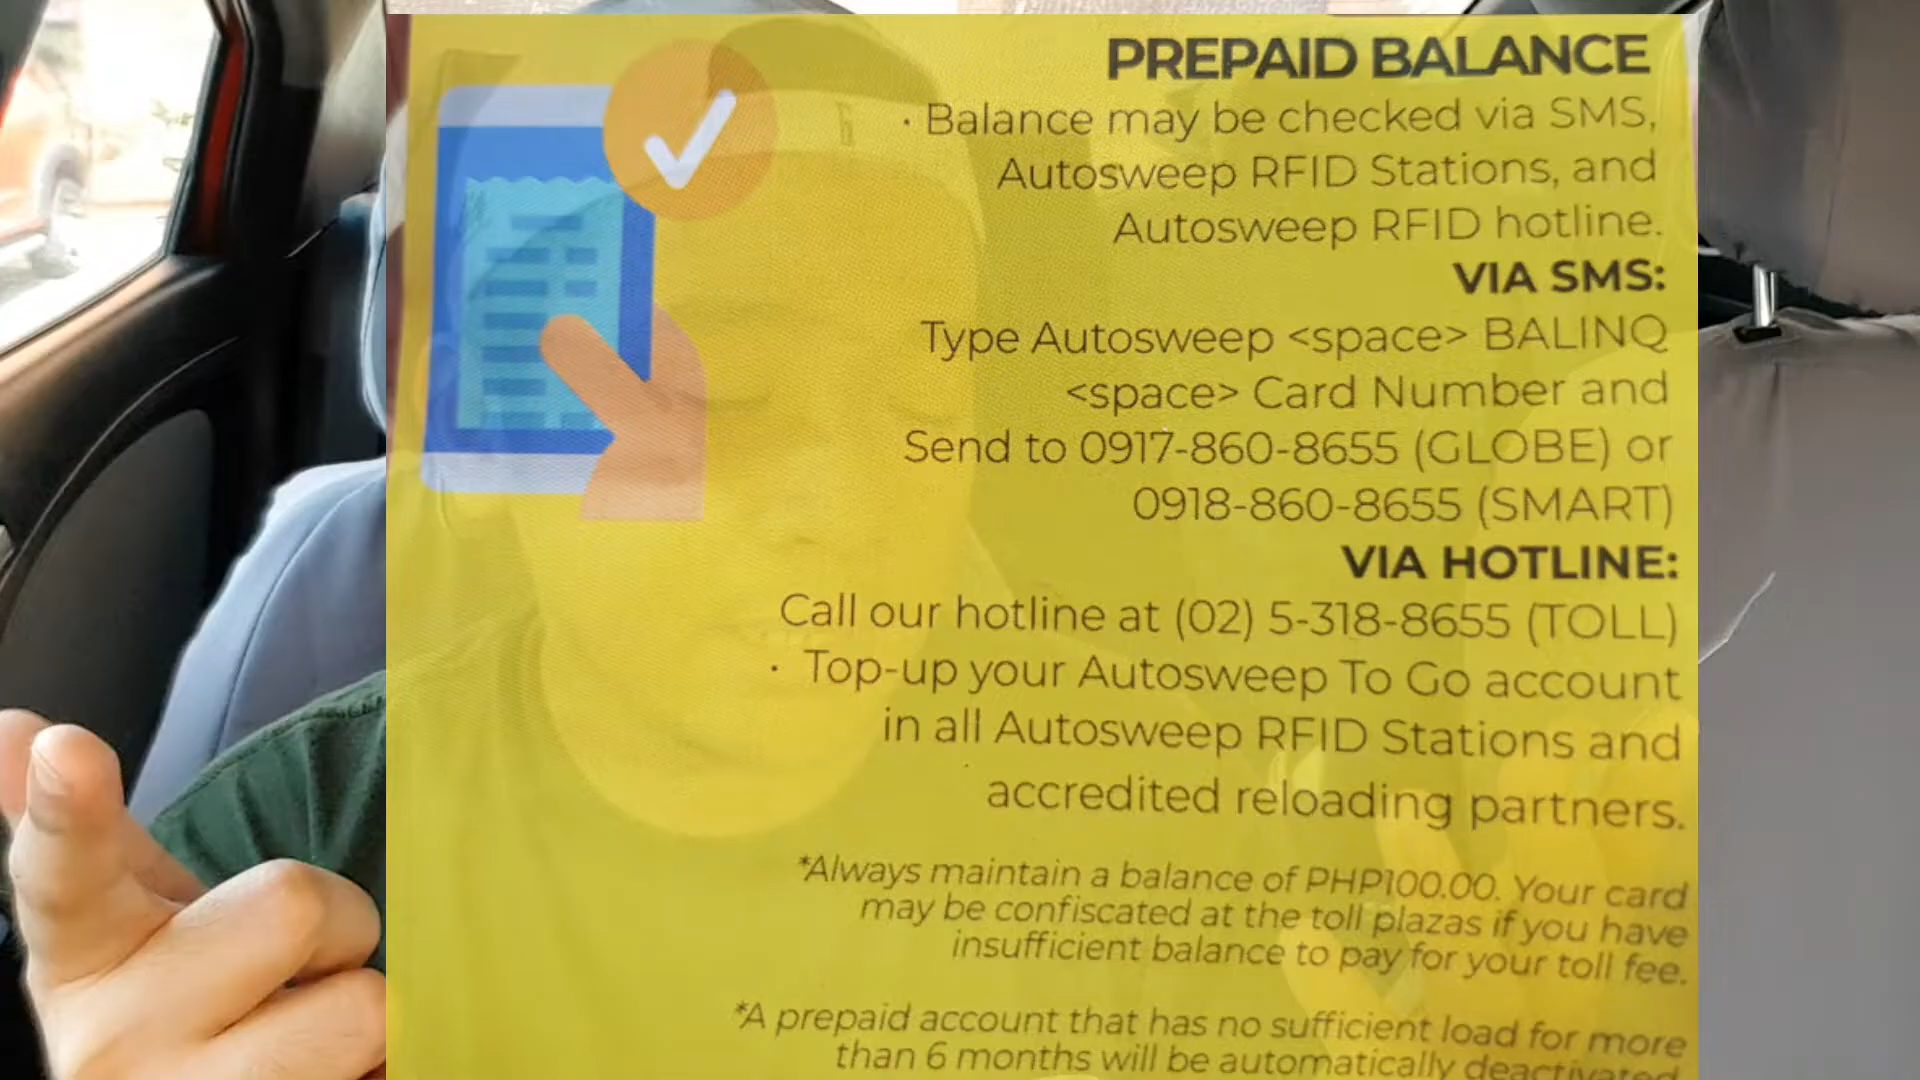 PREPAID BALANCE
· Balance may be checked via SMS,
Autosweep RFID Stations, and
Autosweep RFID hotline.
VIA SMS:
Type Autosweep <space> BALINQ
<space> Card Number and
Send to 0917-860-8655 (GLOBE) or
0918-860-8655 (SMART)
VIA HOTLINE:
Call our hotline at (02) 5-318-8655 (TOLL)
· Top-up your Autosweep To Go account
in all Autosweep RFID Stations and
accredited reloading partners.
*Always maintain a balance of PHP100.00. Your card
may be confiscated at the toll plazas if you have
insufficient balance to pay for your toll fee.
*A prepaid account that has no sufficient load for more
than 6 months will be automatically deactivated